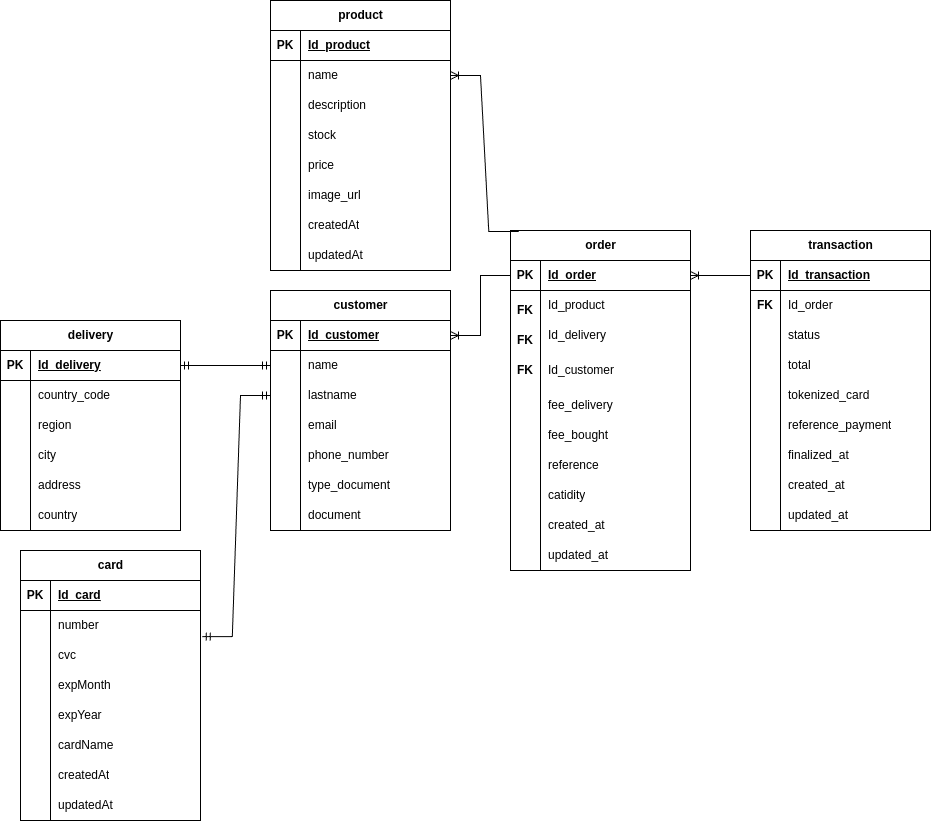 product
PK Id_product
name
description
stock
price
image_url
createdAt
updatedAt
customer
PK Id_customer
name
lastname
email
phone_number
type_document
document
delivery
PK Id_delivery
country_code
region
city
address
country
card
PK Id_card
number
cvc
expMonth
expYear
cardName
createdAt
updatedAt
order
PK Id_order
FK Id_product
FK Id_delivery
FK Id_customer
fee_delivery
fee_bought
reference
catidity
created_at
updated_at
transaction
PK Id_transaction
FK Id_order
status
total
tokenized_card
reference_payment
finalized_at
created_at
updated_at